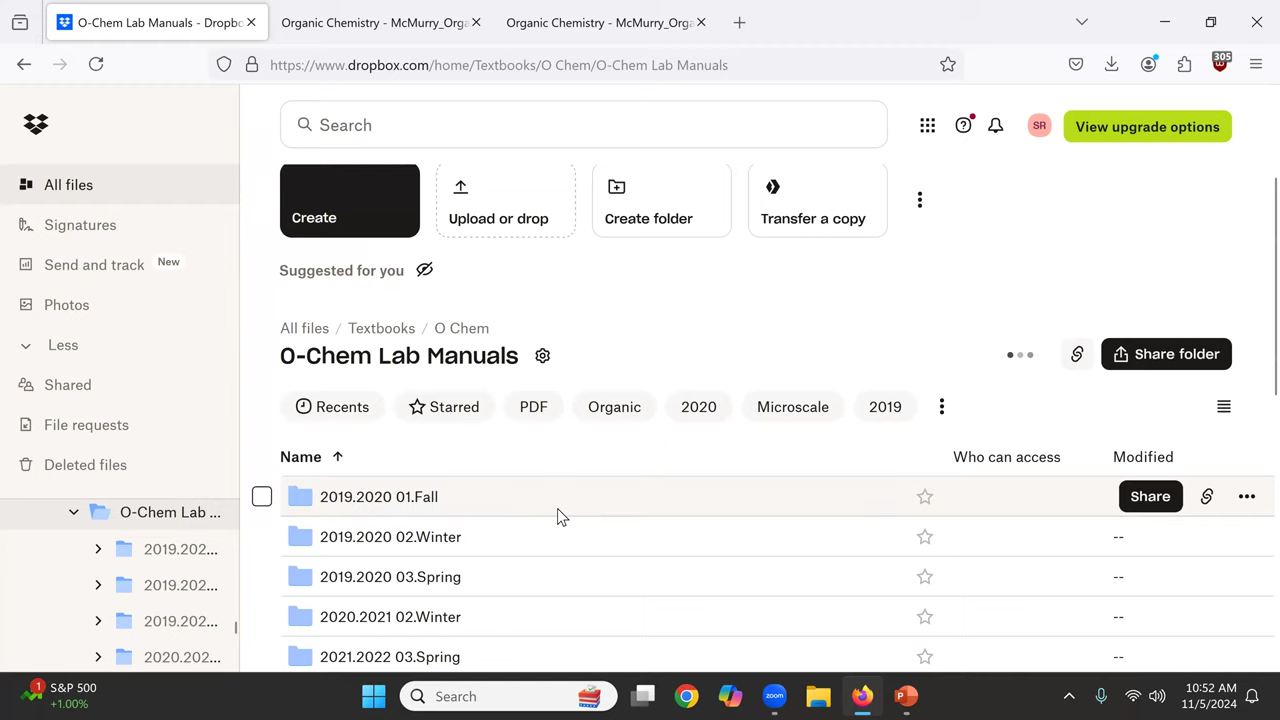 O-Chem Lab Manuals - Dropbo
Organic Chemistry - McMurry_Orga
Organic Chemistry - McMurry_Orga
https://www.dropbox.com/home/Textbooks/O Chem/O-Chem Lab Manuals
305
Search
SR
View upgrade options
All files
Signatures
Send and track New
Photos
Less
Shared
File requests
Deleted files
O-Chem Lab ...
2019.202...
2019.202...
2019.202...
2020.202...
Create
Upload or drop
Create folder
Transfer a copy
Suggested for you
All files / Textbooks / O Chem
O-Chem Lab Manuals
Share folder
Recents Starred PDF Organic 2020 Microscale 2019
Name Who can access Modified
2019.2020 01.Fall Share
2019.2020 02.Winter --
2019.2020 03.Spring --
2020.2021 02.Winter --
2021.2022 03.Spring --
1 S&P 500
+1.00%
Search
zoom
10:52 AM
11/5/2024